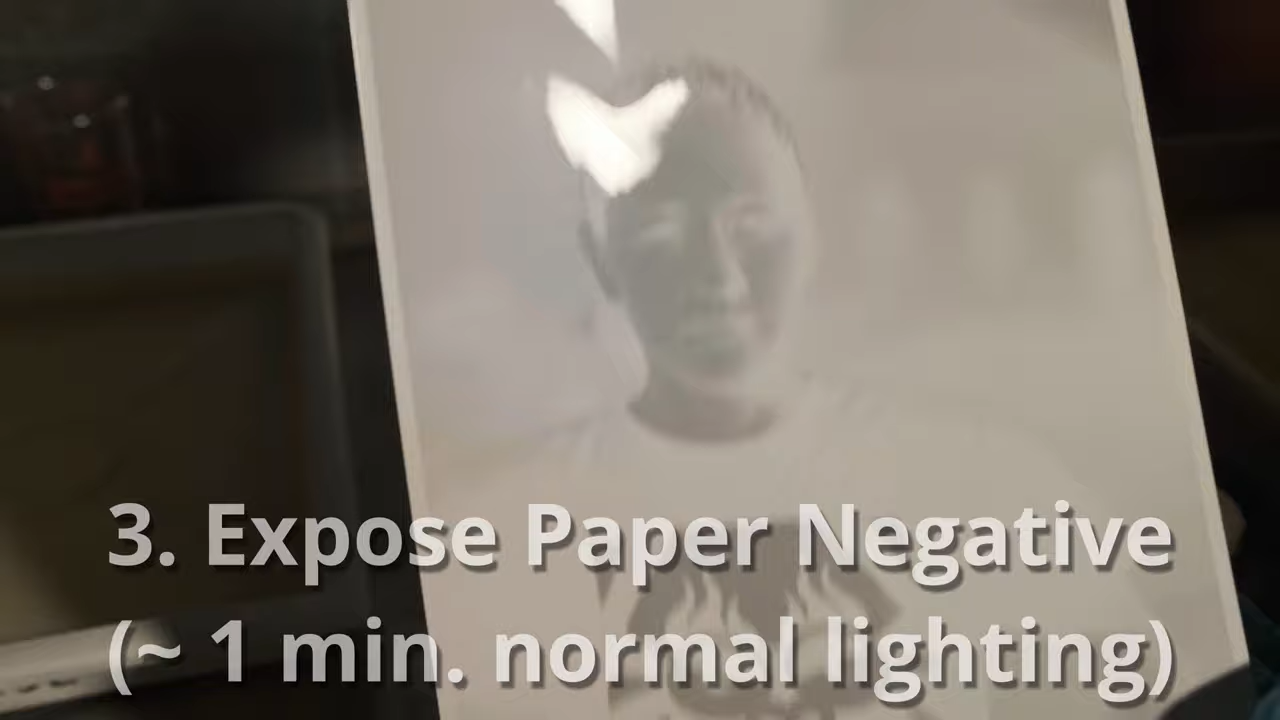 3. Expose Paper Negative
(~ 1 min. normal lighting)